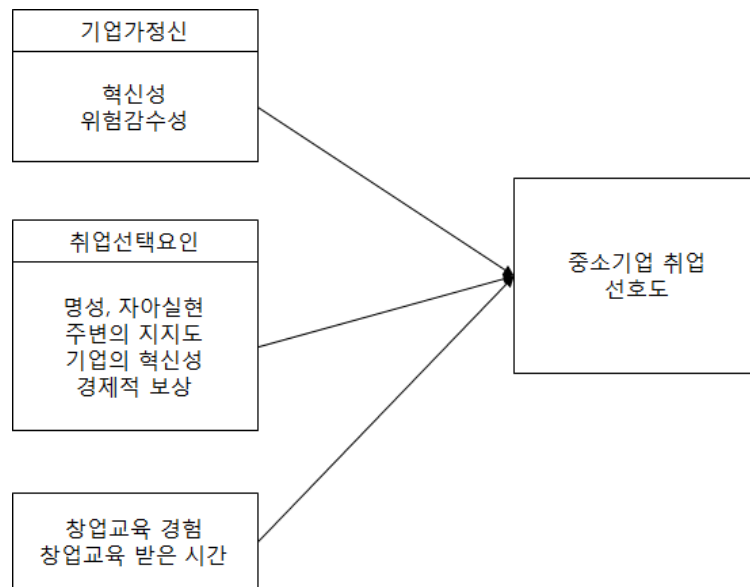 기업가정신
혁신성
위험감수성
취업선택요인
명성, 자아실현
주변의 지지도
기업의 혁신성
경제적 보상
중소기업 취업
선호도
창업교육 경험
창업교육 받은 시간